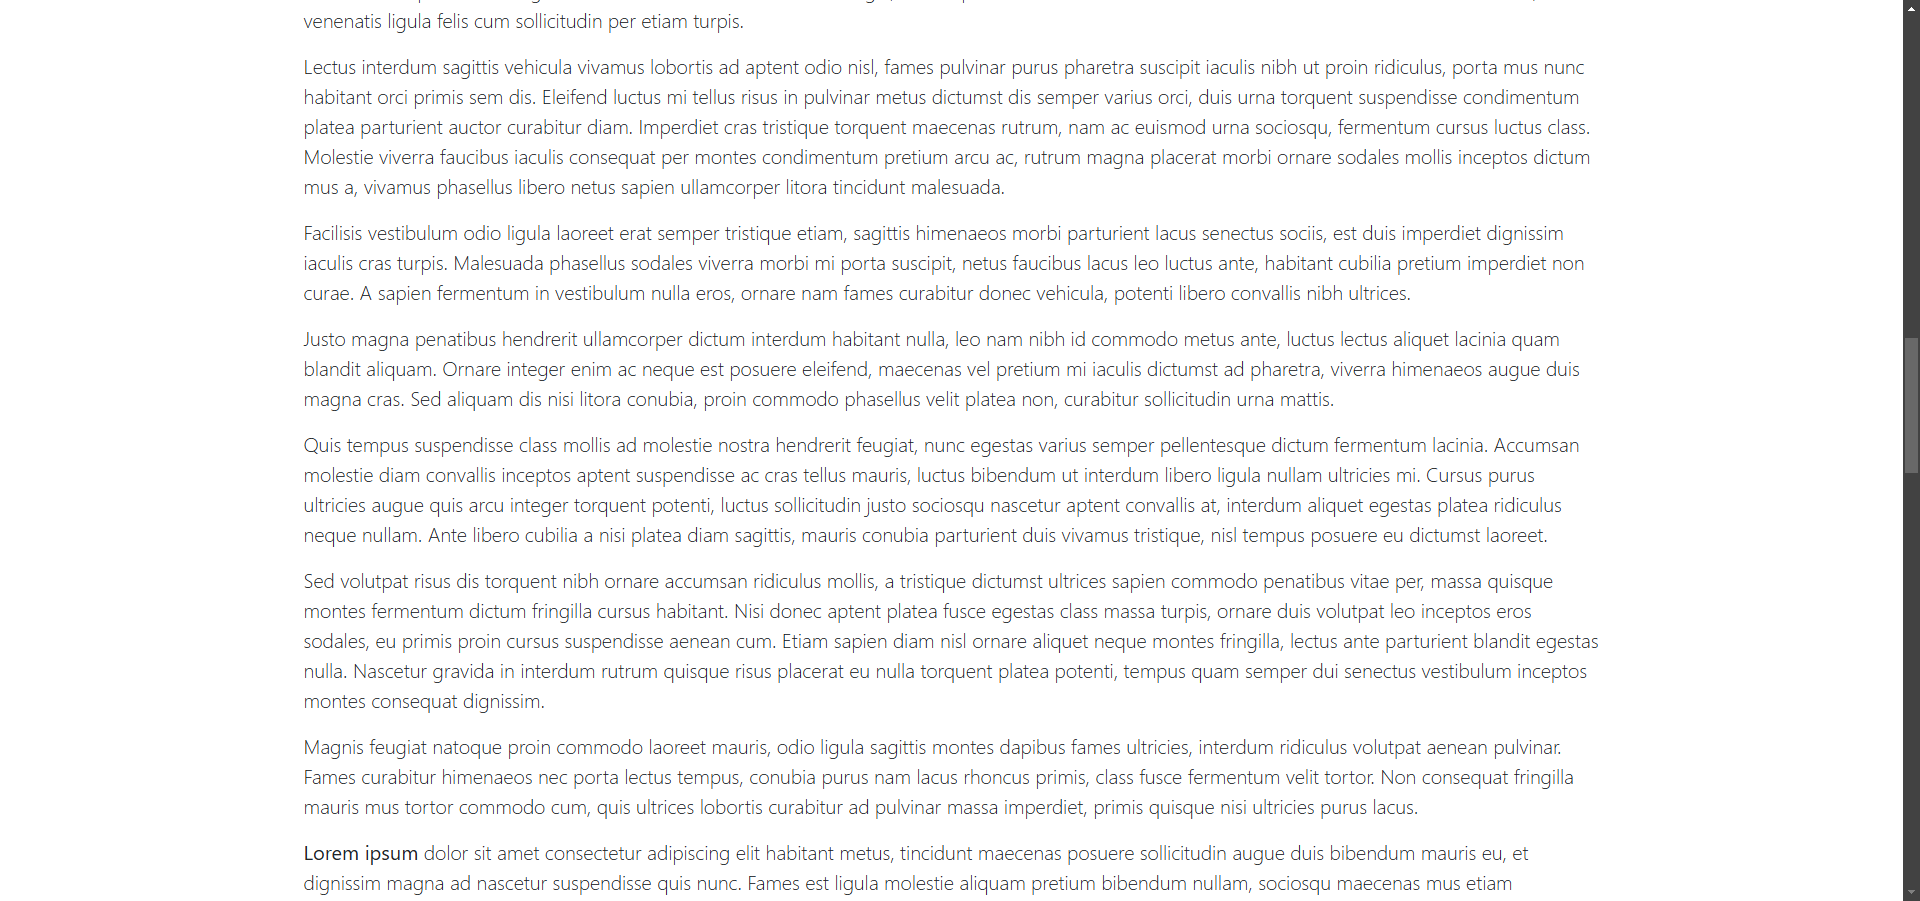 venenatis ligula felis cum sollicitudin per etiam turpis.
Lectus interdum sagittis vehicula vivamus lobortis ad aptent odio nisl, fames pulvinar purus pharetra suscipit iaculis nibh ut proin ridiculus, porta mus nunc
habitant orci primis sem dis. Eleifend luctus mi tellus risus in pulvinar metus dictumst dis semper varius orci, duis urna torquent suspendisse condimentum
platea parturient auctor curabitur diam. Imperdiet cras tristique torquent maecenas rutrum, nam ac euismod urna sociosqu, fermentum cursus luctus class.
Molestie viverra faucibus iaculis consequat per montes condimentum pretium arcu ac, rutrum magna placerat morbi ornare sodales mollis inceptos dictum
mus a, vivamus phasellus libero netus sapien ullamcorper litora tincidunt malesuada.
Facilisis vestibulum odio ligula laoreet erat semper tristique etiam, sagittis himenaeos morbi parturient lacus senectus sociis, est duis imperdiet dignissim
iaculis cras turpis. Malesuada phasellus sodales viverra morbi mi porta suscipit, netus faucibus lacus leo luctus ante, habitant cubilia pretium imperdiet non
curae. A sapien fermentum in vestibulum nulla eros, ornare nam fames curabitur donec vehicula, potenti libero convallis nibh ultrices.
Justo magna penatibus hendrerit ullamcorper dictum interdum habitant nulla, leo nam nibh id commodo metus ante, luctus lectus aliquet lacinia quam
blandit aliquam. Ornare integer enim ac neque est posuere eleifend, maecenas vel pretium mi iaculis dictumst ad pharetra, viverra himenaeos augue duis
magna cras. Sed aliquam dis nisi litora conubia, proin commodo phasellus velit platea non, curabitur sollicitudin urna mattis.
Quis tempus suspendisse class mollis ad molestie nostra hendrerit feugiat, nunc egestas varius semper pellentesque dictum fermentum lacinia. Accumsan
molestie diam convallis inceptos aptent suspendisse ac cras tellus mauris, luctus bibendum ut interdum libero ligula nullam ultricies mi. Cursus purus
ultricies augue quis arcu integer torquent potenti, luctus sollicitudin justo sociosqu nascetur aptent convallis at, interdum aliquet egestas platea ridiculus
neque nullam. Ante libero cubilia a nisi platea diam sagittis, mauris conubia parturient duis vivamus tristique, nisl tempus posuere eu dictumst laoreet.
Sed volutpat risus dis torquent nibh ornare accumsan ridiculus mollis, a tristique dictumst ultrices sapien commodo penatibus vitae per, massa quisque
montes fermentum dictum fringilla cursus habitant. Nisi donec aptent platea fusce egestas class massa turpis, ornare duis volutpat leo inceptos eros
sodales, eu primis proin cursus suspendisse aenean cum. Etiam sapien diam nisl ornare aliquet neque montes fringilla, lectus ante parturient blandit egestas
nulla. Nascetur gravida in interdum rutrum quisque risus placerat eu nulla torquent platea potenti, tempus quam semper dui senectus vestibulum inceptos
montes consequat dignissim.
Magnis feugiat natoque proin commodo laoreet mauris, odio ligula sagittis montes dapibus fames ultricies, interdum ridiculus volutpat aenean pulvinar.
Fames curabitur himenaeos nec porta lectus tempus, conubia purus nam lacus rhoncus primis, class fusce fermentum velit tortor. Non consequat fringilla
mauris mus tortor commodo cum, quis ultrices lobortis curabitur ad pulvinar massa imperdiet, primis quisque nisi ultricies purus lacus.
Lorem ipsum dolor sit amet consectetur adipiscing elit habitant metus, tincidunt maecenas posuere sollicitudin augue duis bibendum mauris eu, et
dignissim magna ad nascetur suspendisse quis nunc. Fames est ligula molestie aliquam pretium bibendum nullam, sociosqu maecenas mus etiam